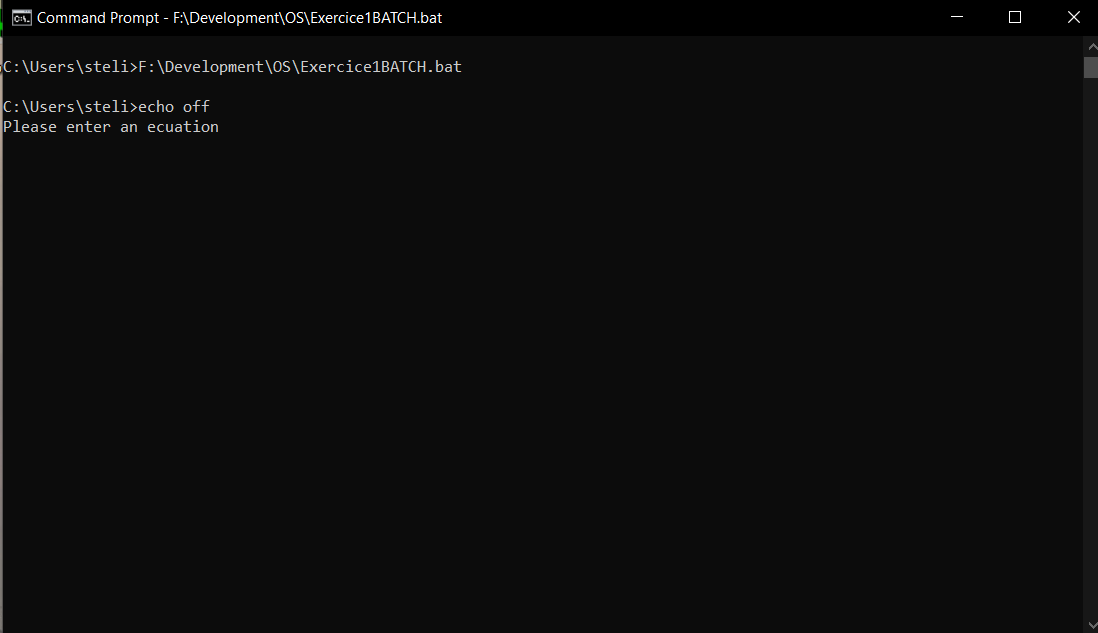 Command Prompt - F:\Development\OS\Exercice1BATCH.bat
C:\Users\steli>F:\Development\OS\Exercice1BATCH.bat
C:\Users\steli>echo off
Please enter an ecuation